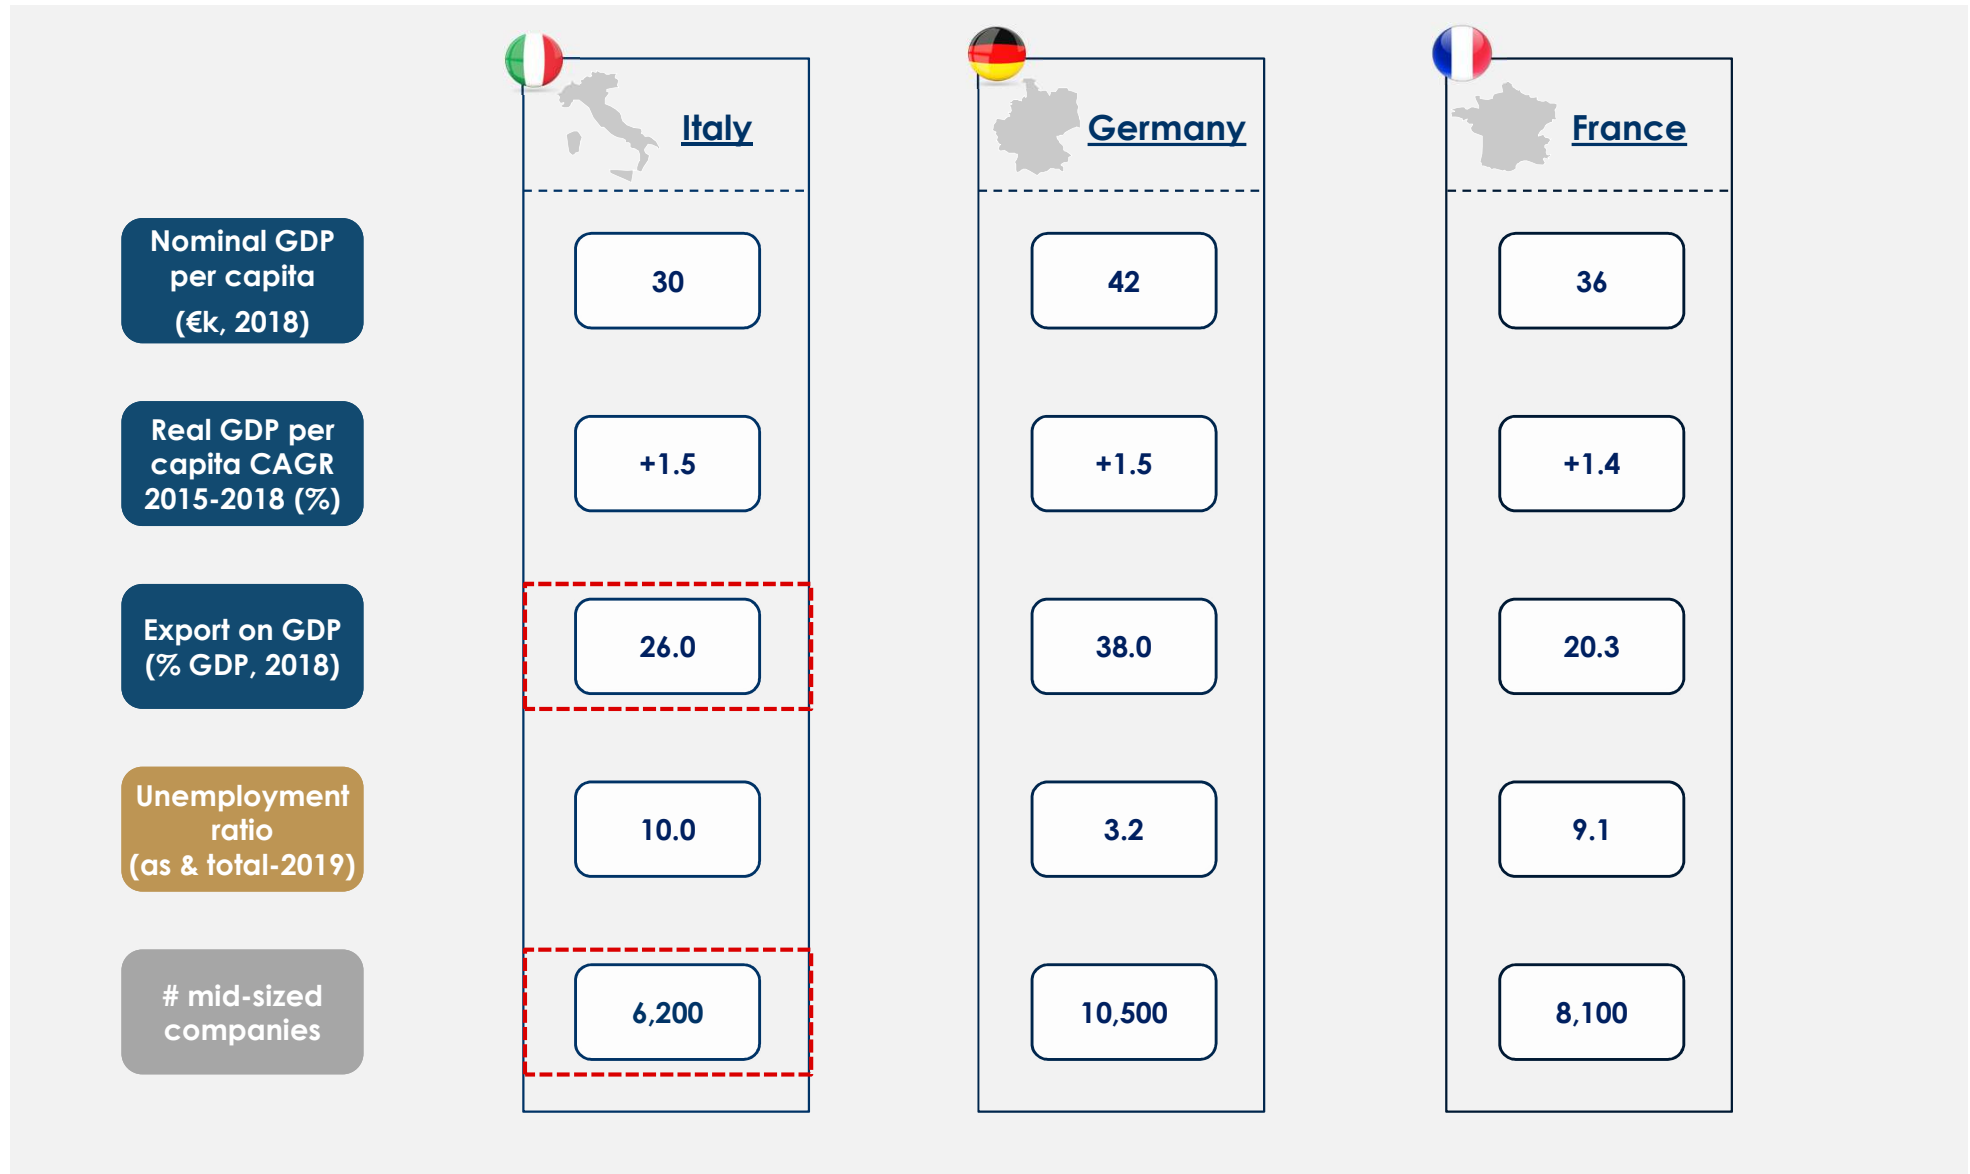 Italy
Germany
France
Nominal GDP
per capita
(€k, 2018)
30
42
36
Real GDP per
capita CAGR
2015-2018 (%)
+1.5
+1.5
+1.4
Export on GDP
(% GDP, 2018)
26.0
38.0
20.3
Unemployment
ratio
(as & total-2019)
10.0
3.2
9.1
# mid-sized
companies
6,200
10,500
8,100